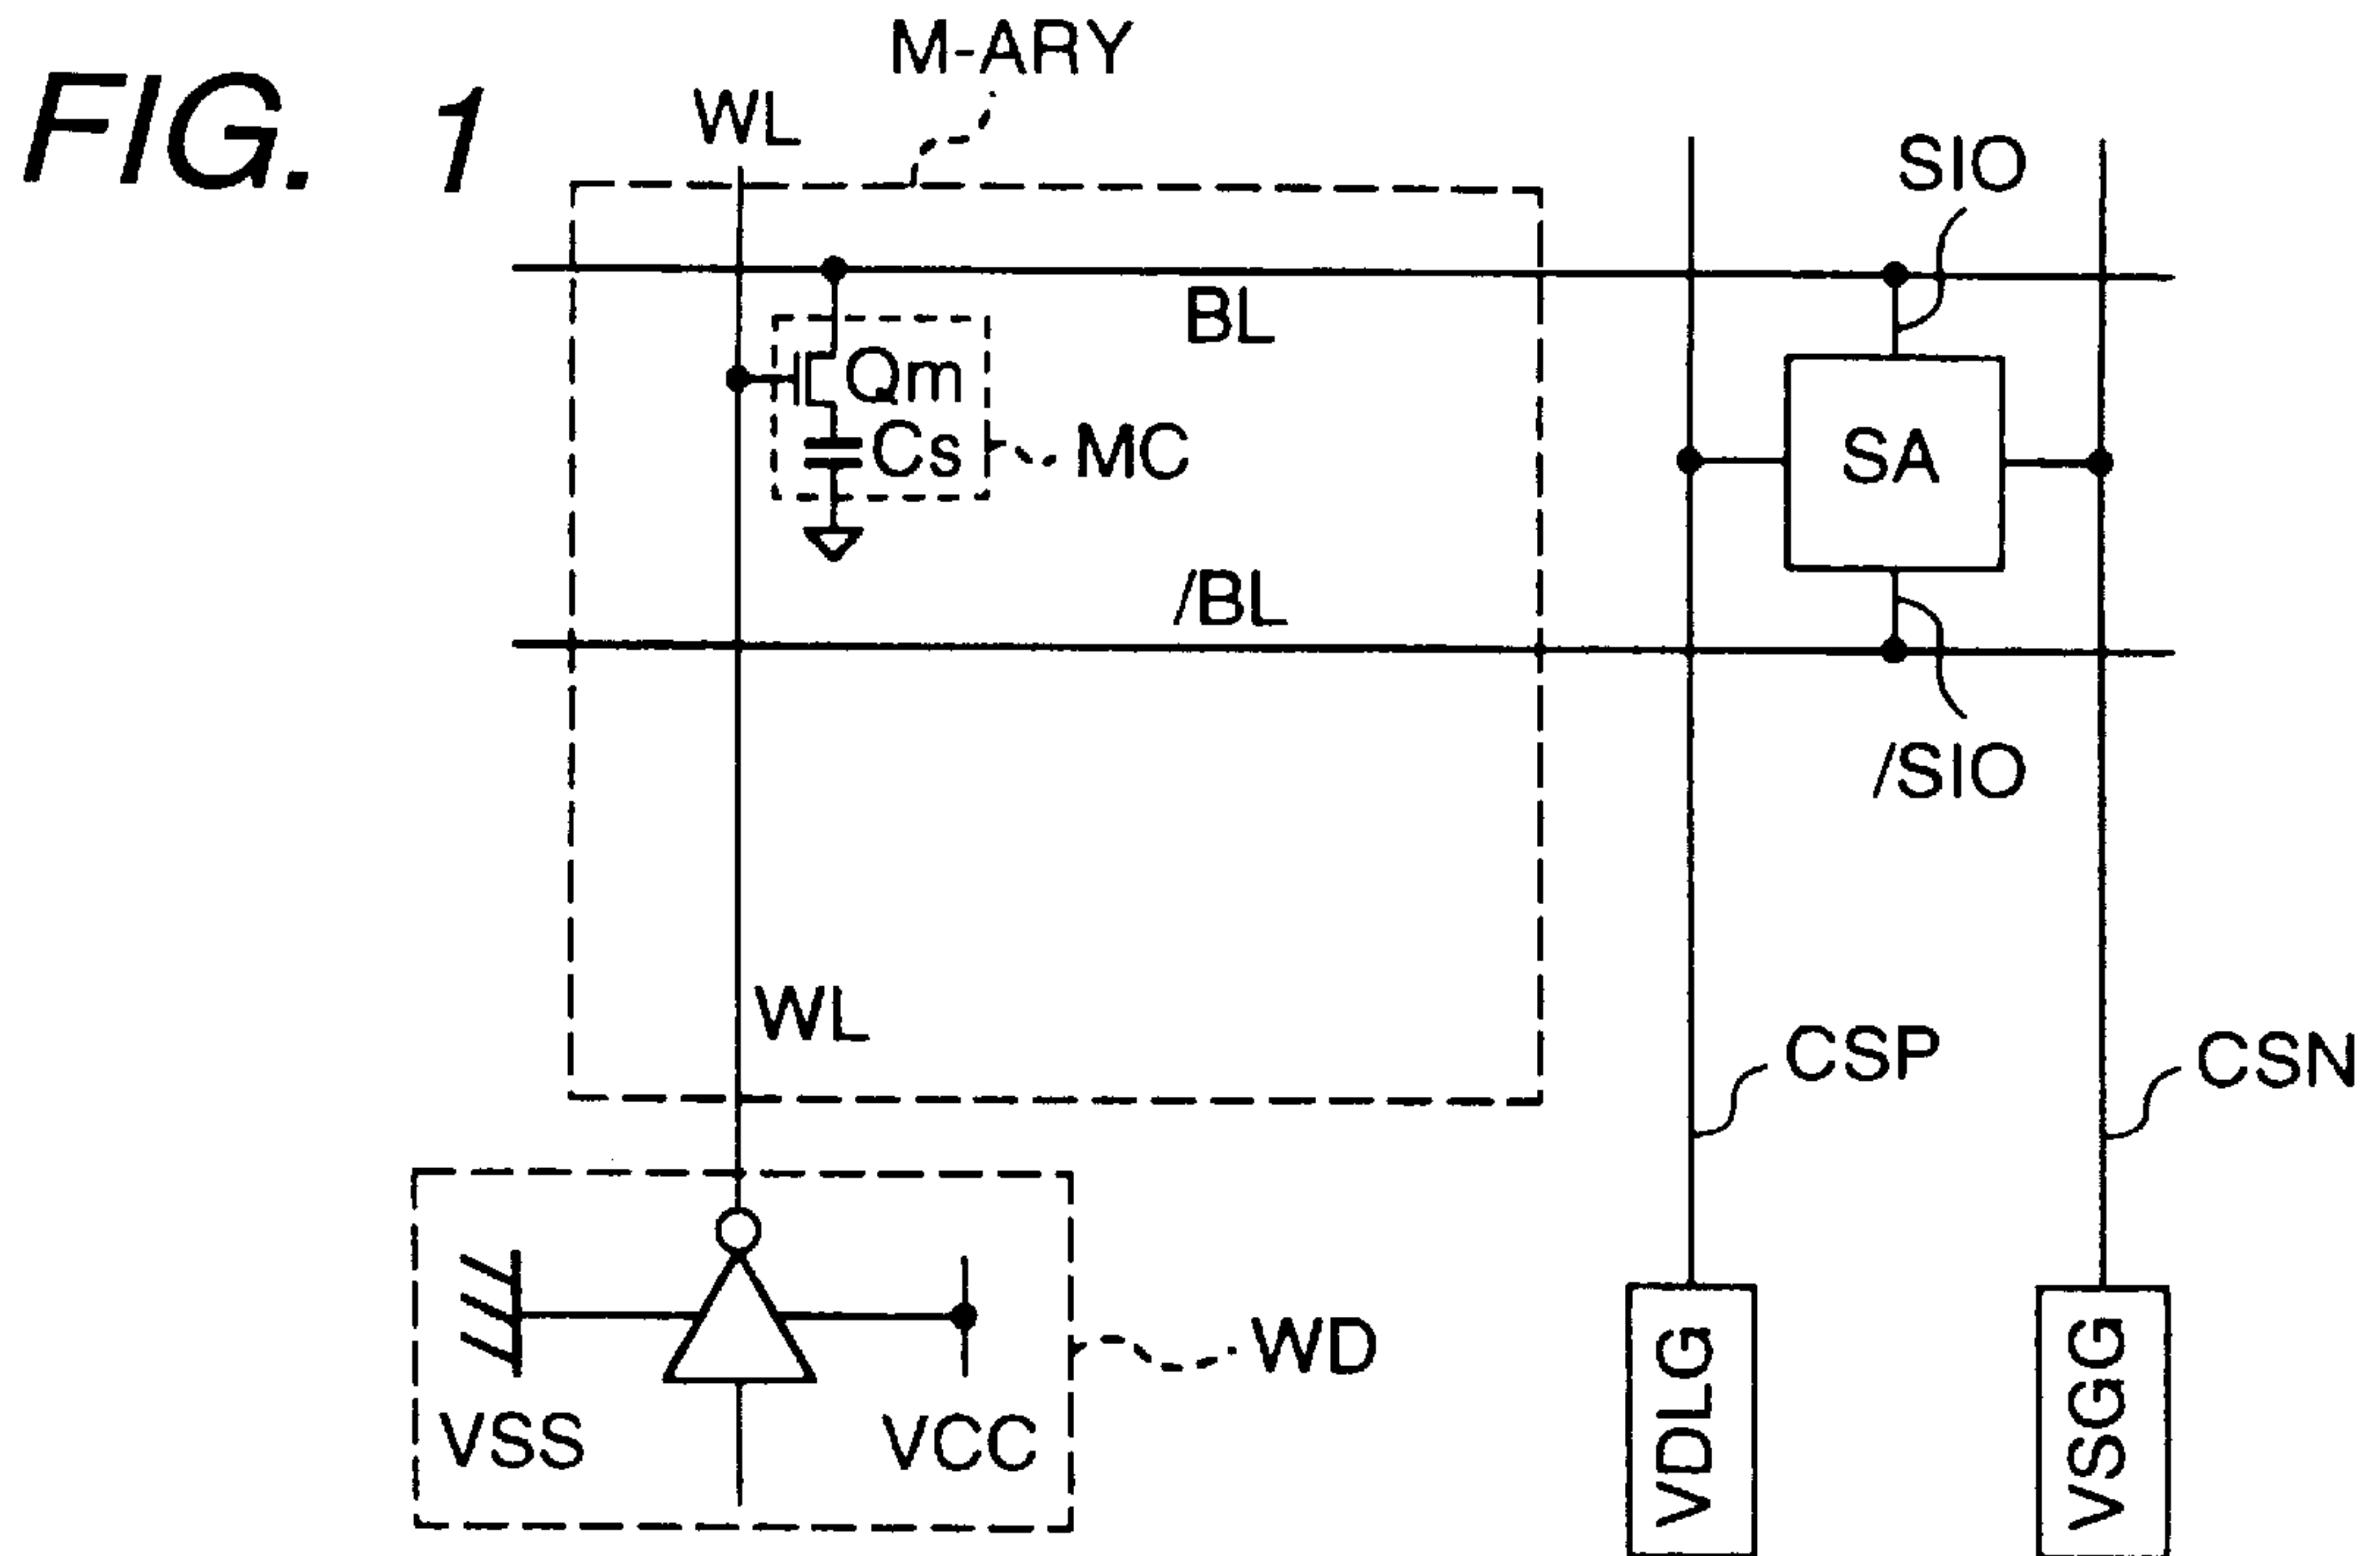 FIG. 1
M-ARY
WL
SIO
BL
Qm
Cs
MC
SA
/BL
/SIO
WL
CSP
CSN
WD
VSS
VCC
VDLG
VSGG